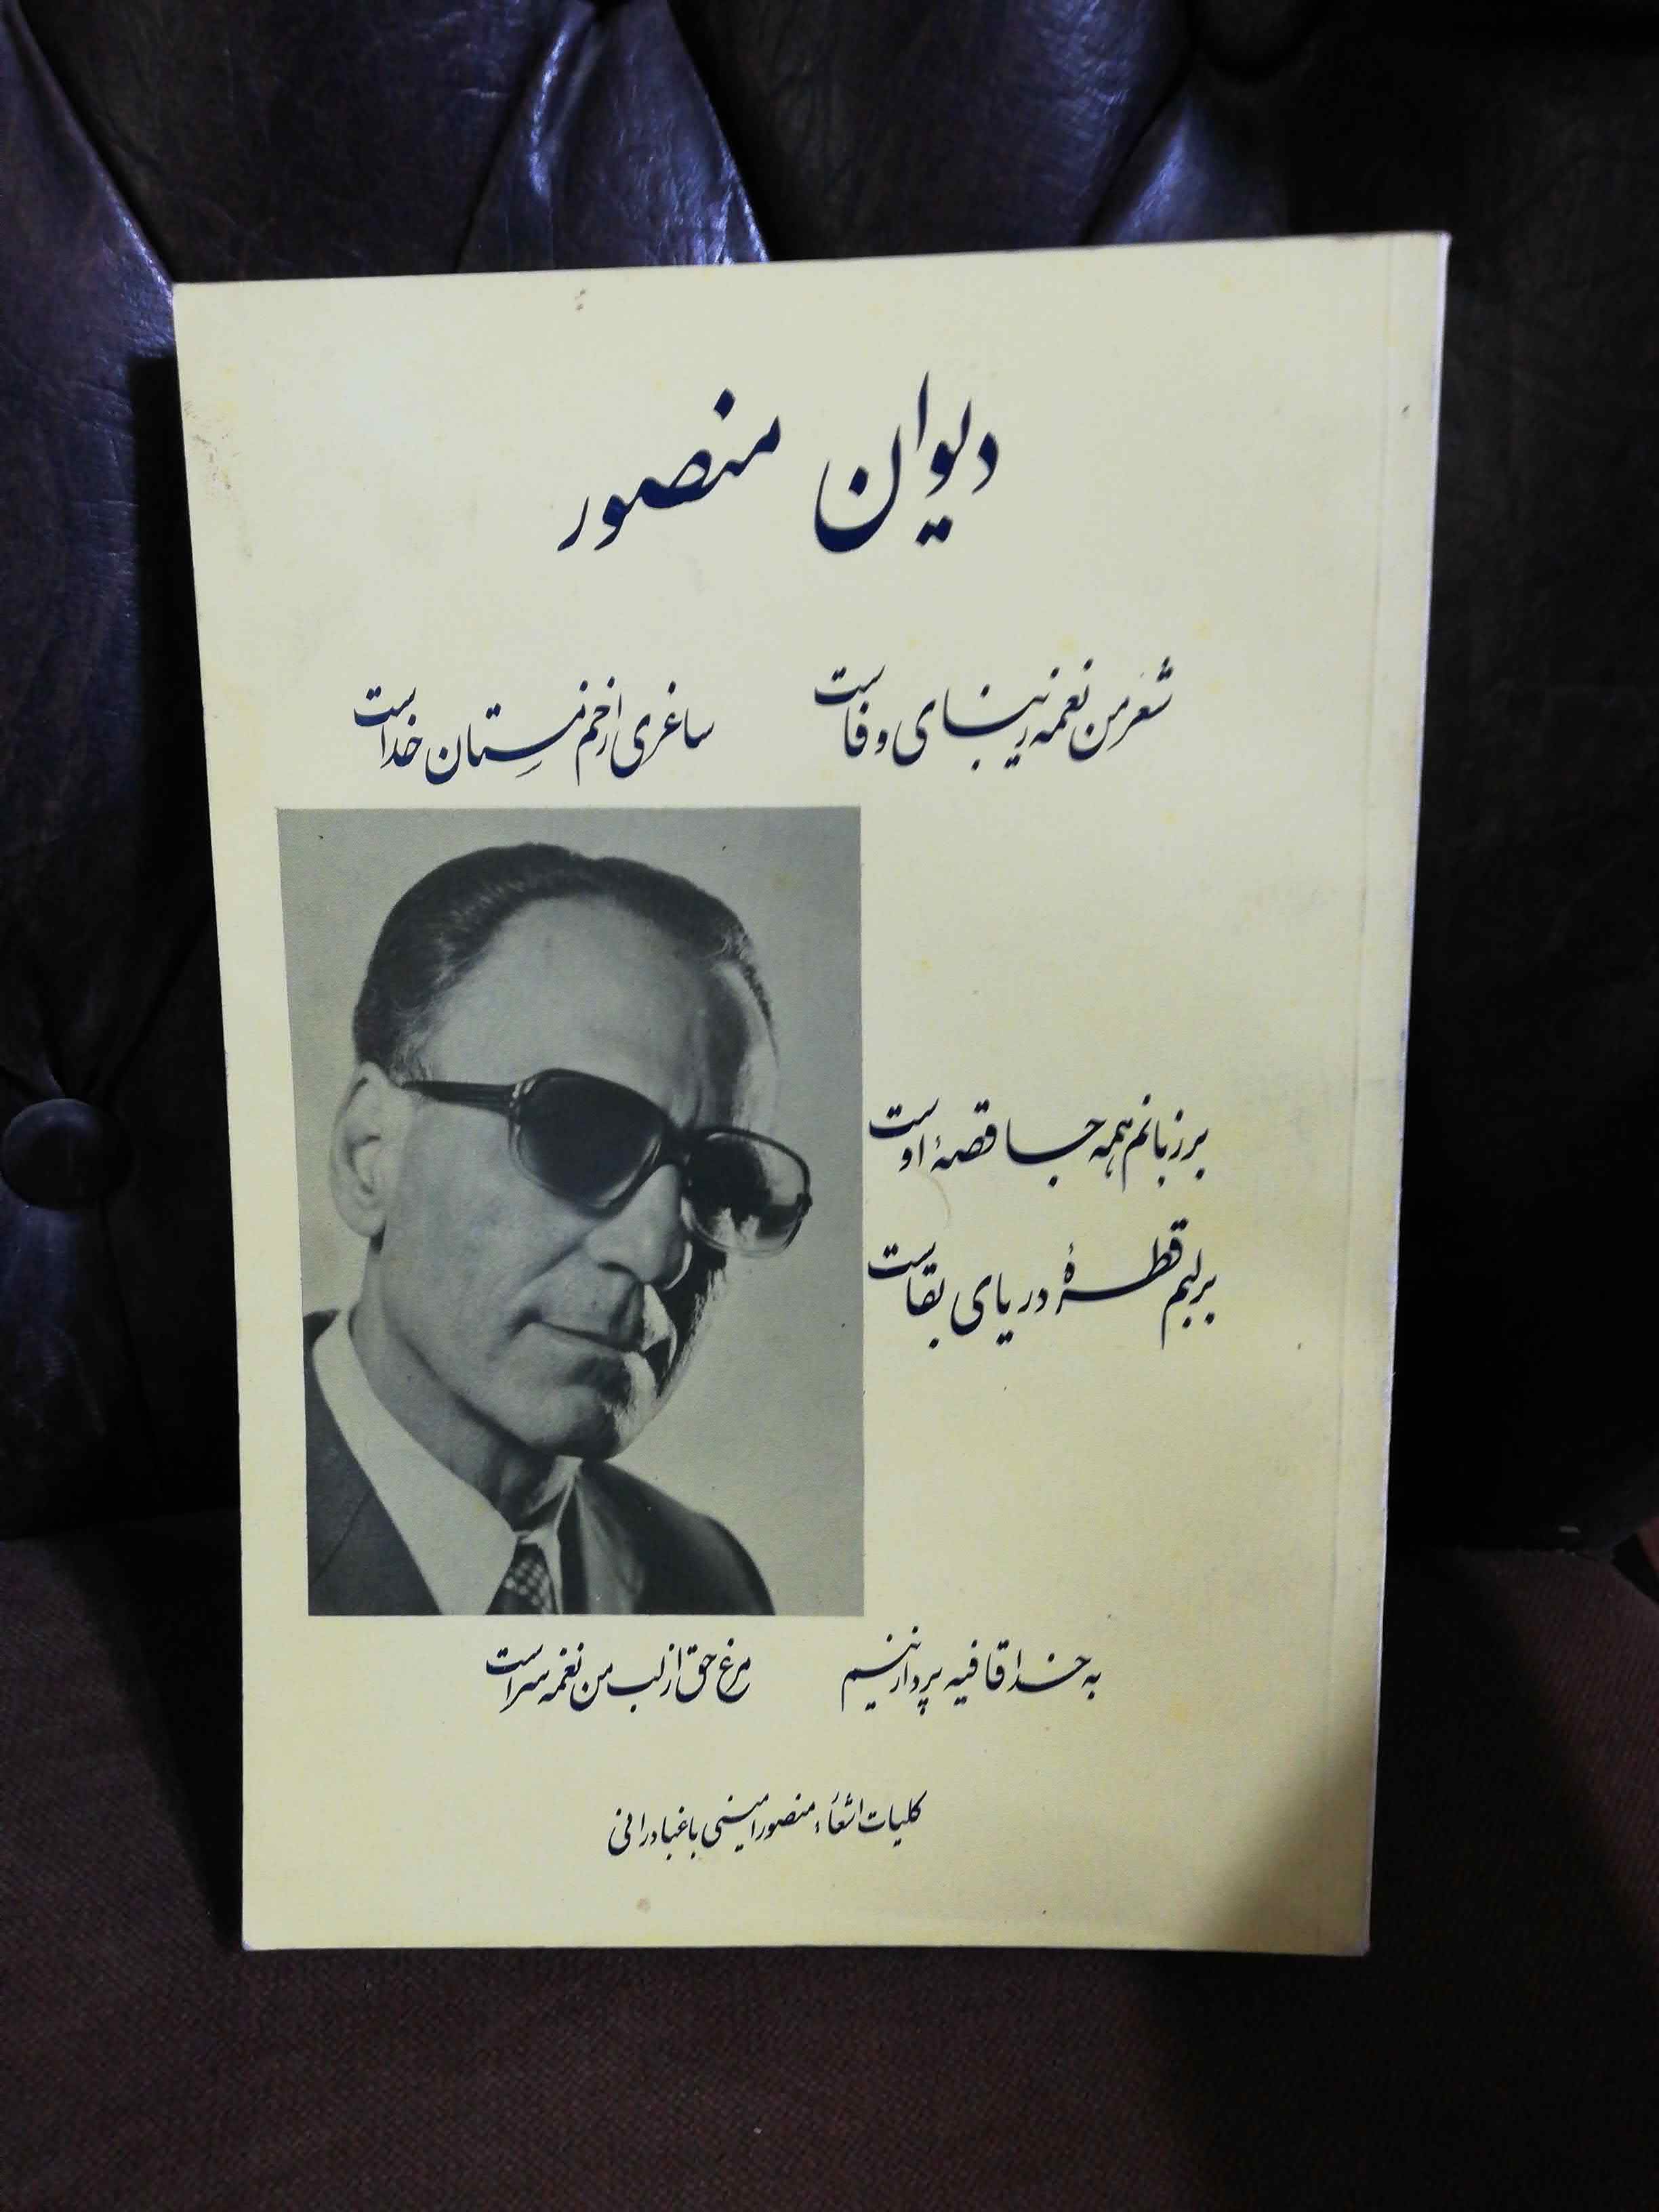 دیوان منصور
شعر من نغمه زیبای وفاست ساغری از خم مستان خداست
بر زبانم همه جا قصهٔ اوست
بر لبم قطرهٔ دریای بقاست
به خدا قافیه پرداز نیم مرغ حق از لب من نغمه سراست
کلیات اشعار منصور امینی باغبادرانی